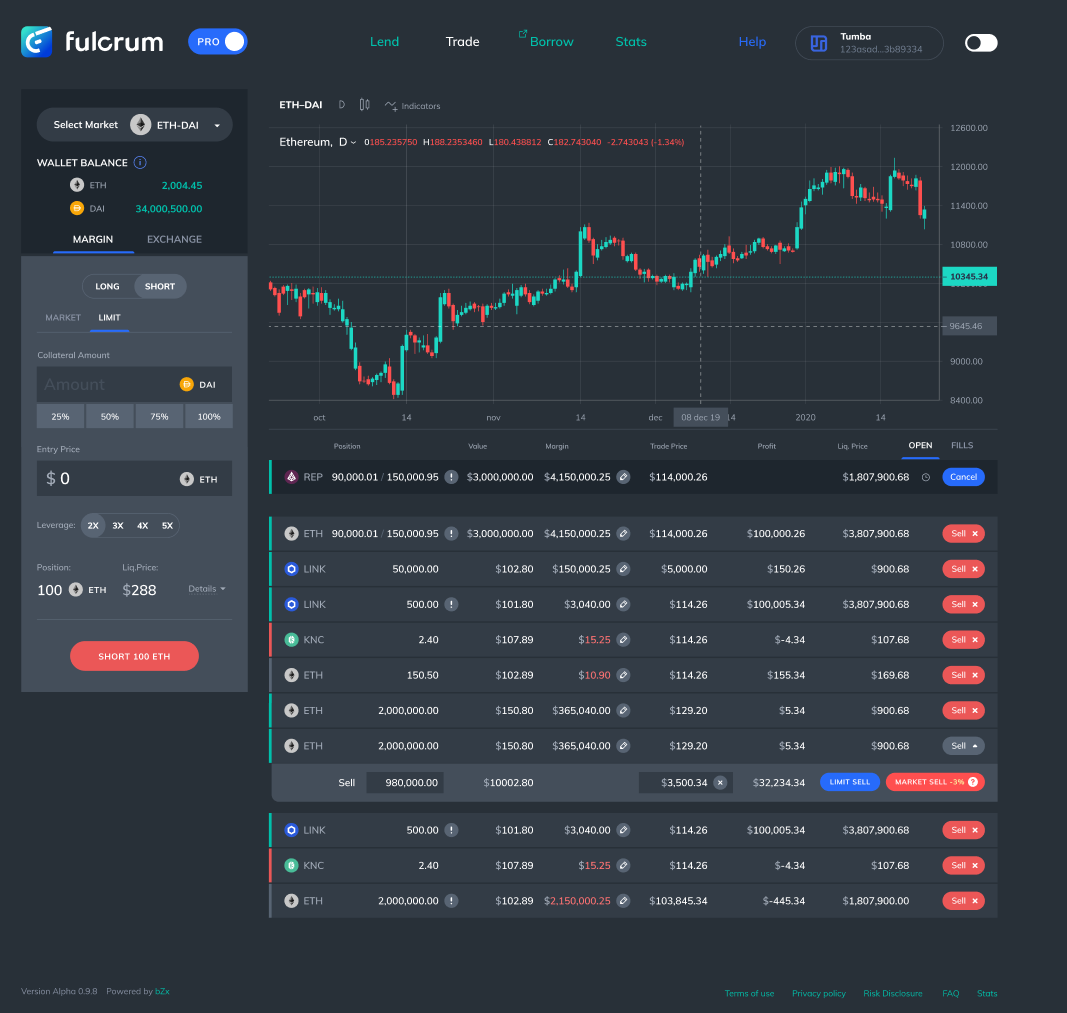 fulcrum PRO Lend Trade Borrow Stats Help Tumba
123asad...3b89334
Select Market ETH-DAI
WALLET BALANCE
ETH 2,004.45
DAI 34,000,500.00
MARGIN EXCHANGE
LONG SHORT
MARKET LIMIT
Collateral Amount
Amount DAI
25% 50% 75% 100%
Entry Price
$ 0 ETH
Leverage: 2X 3X 4X 5X
Position: Liq.Price:
100 ETH $288 Details
SHORT 100 ETH
ETH–DAI D Indicators
Ethereum, D O185.235750 H188.2353460 L180.438812 C182.743040 -2,743043 (-1.34%)
12600.00
12000.00
11400.00
10800.00
10345.34
9645.46
9000.00
8400.00
oct 14 nov 14 dec 08 dec 19 14 2020 14
Position Value Margin Trade Price Profit Liq. Price OPEN FILLS
REP 90,000.01 / 150,000.95 ! $3,000,000.00 $4,150,000.25 $114,000.26 $1,807,900.68 Cancel
ETH 90,000.01 / 150,000.95 ! $3,000,000.00 $4,150,000.25 $114,000.26 $100,000.26 $3,807,900.68 Sell ×
LINK 50,000.00 $102.80 $150,000.25 $5,000.00 $150.26 $900.68 Sell ×
LINK 500.00 ! $101.80 $3,040.00 $114.26 $100,005.34 $3,807,900.68 Sell ×
KNC 2.40 $107.89 $15.25 $114.26 $-4.34 $107.68 Sell ×
ETH 150.50 $102.89 $10.90 $114.26 $155.34 $169.68 Sell ×
ETH 2,000,000.00 $150.80 $365,040.00 $129.20 $5.34 $900.68 Sell ×
ETH 2,000,000.00 $150.80 $365,040.00 $129.20 $5.34 $900.68 Sell
Sell 980,000.00 $10002.80 $3,500.34 × $32,234.34 LIMIT SELL MARKET SELL -3% ?
LINK 500.00 ! $101.80 $3,040.00 $114.26 $100,005.34 $3,807,900.68 Sell ×
KNC 2.40 $107.89 $15.25 $114.26 $-4.34 $107.68 Sell ×
ETH 2,000,000.00 ! $102.89 $2,150,000.25 $103,845.34 $-445.34 $1,807,900.00 Sell ×
Version Alpha 0.9.8 Powered by bZx Terms of use Privacy policy Risk Disclosure FAQ Stats